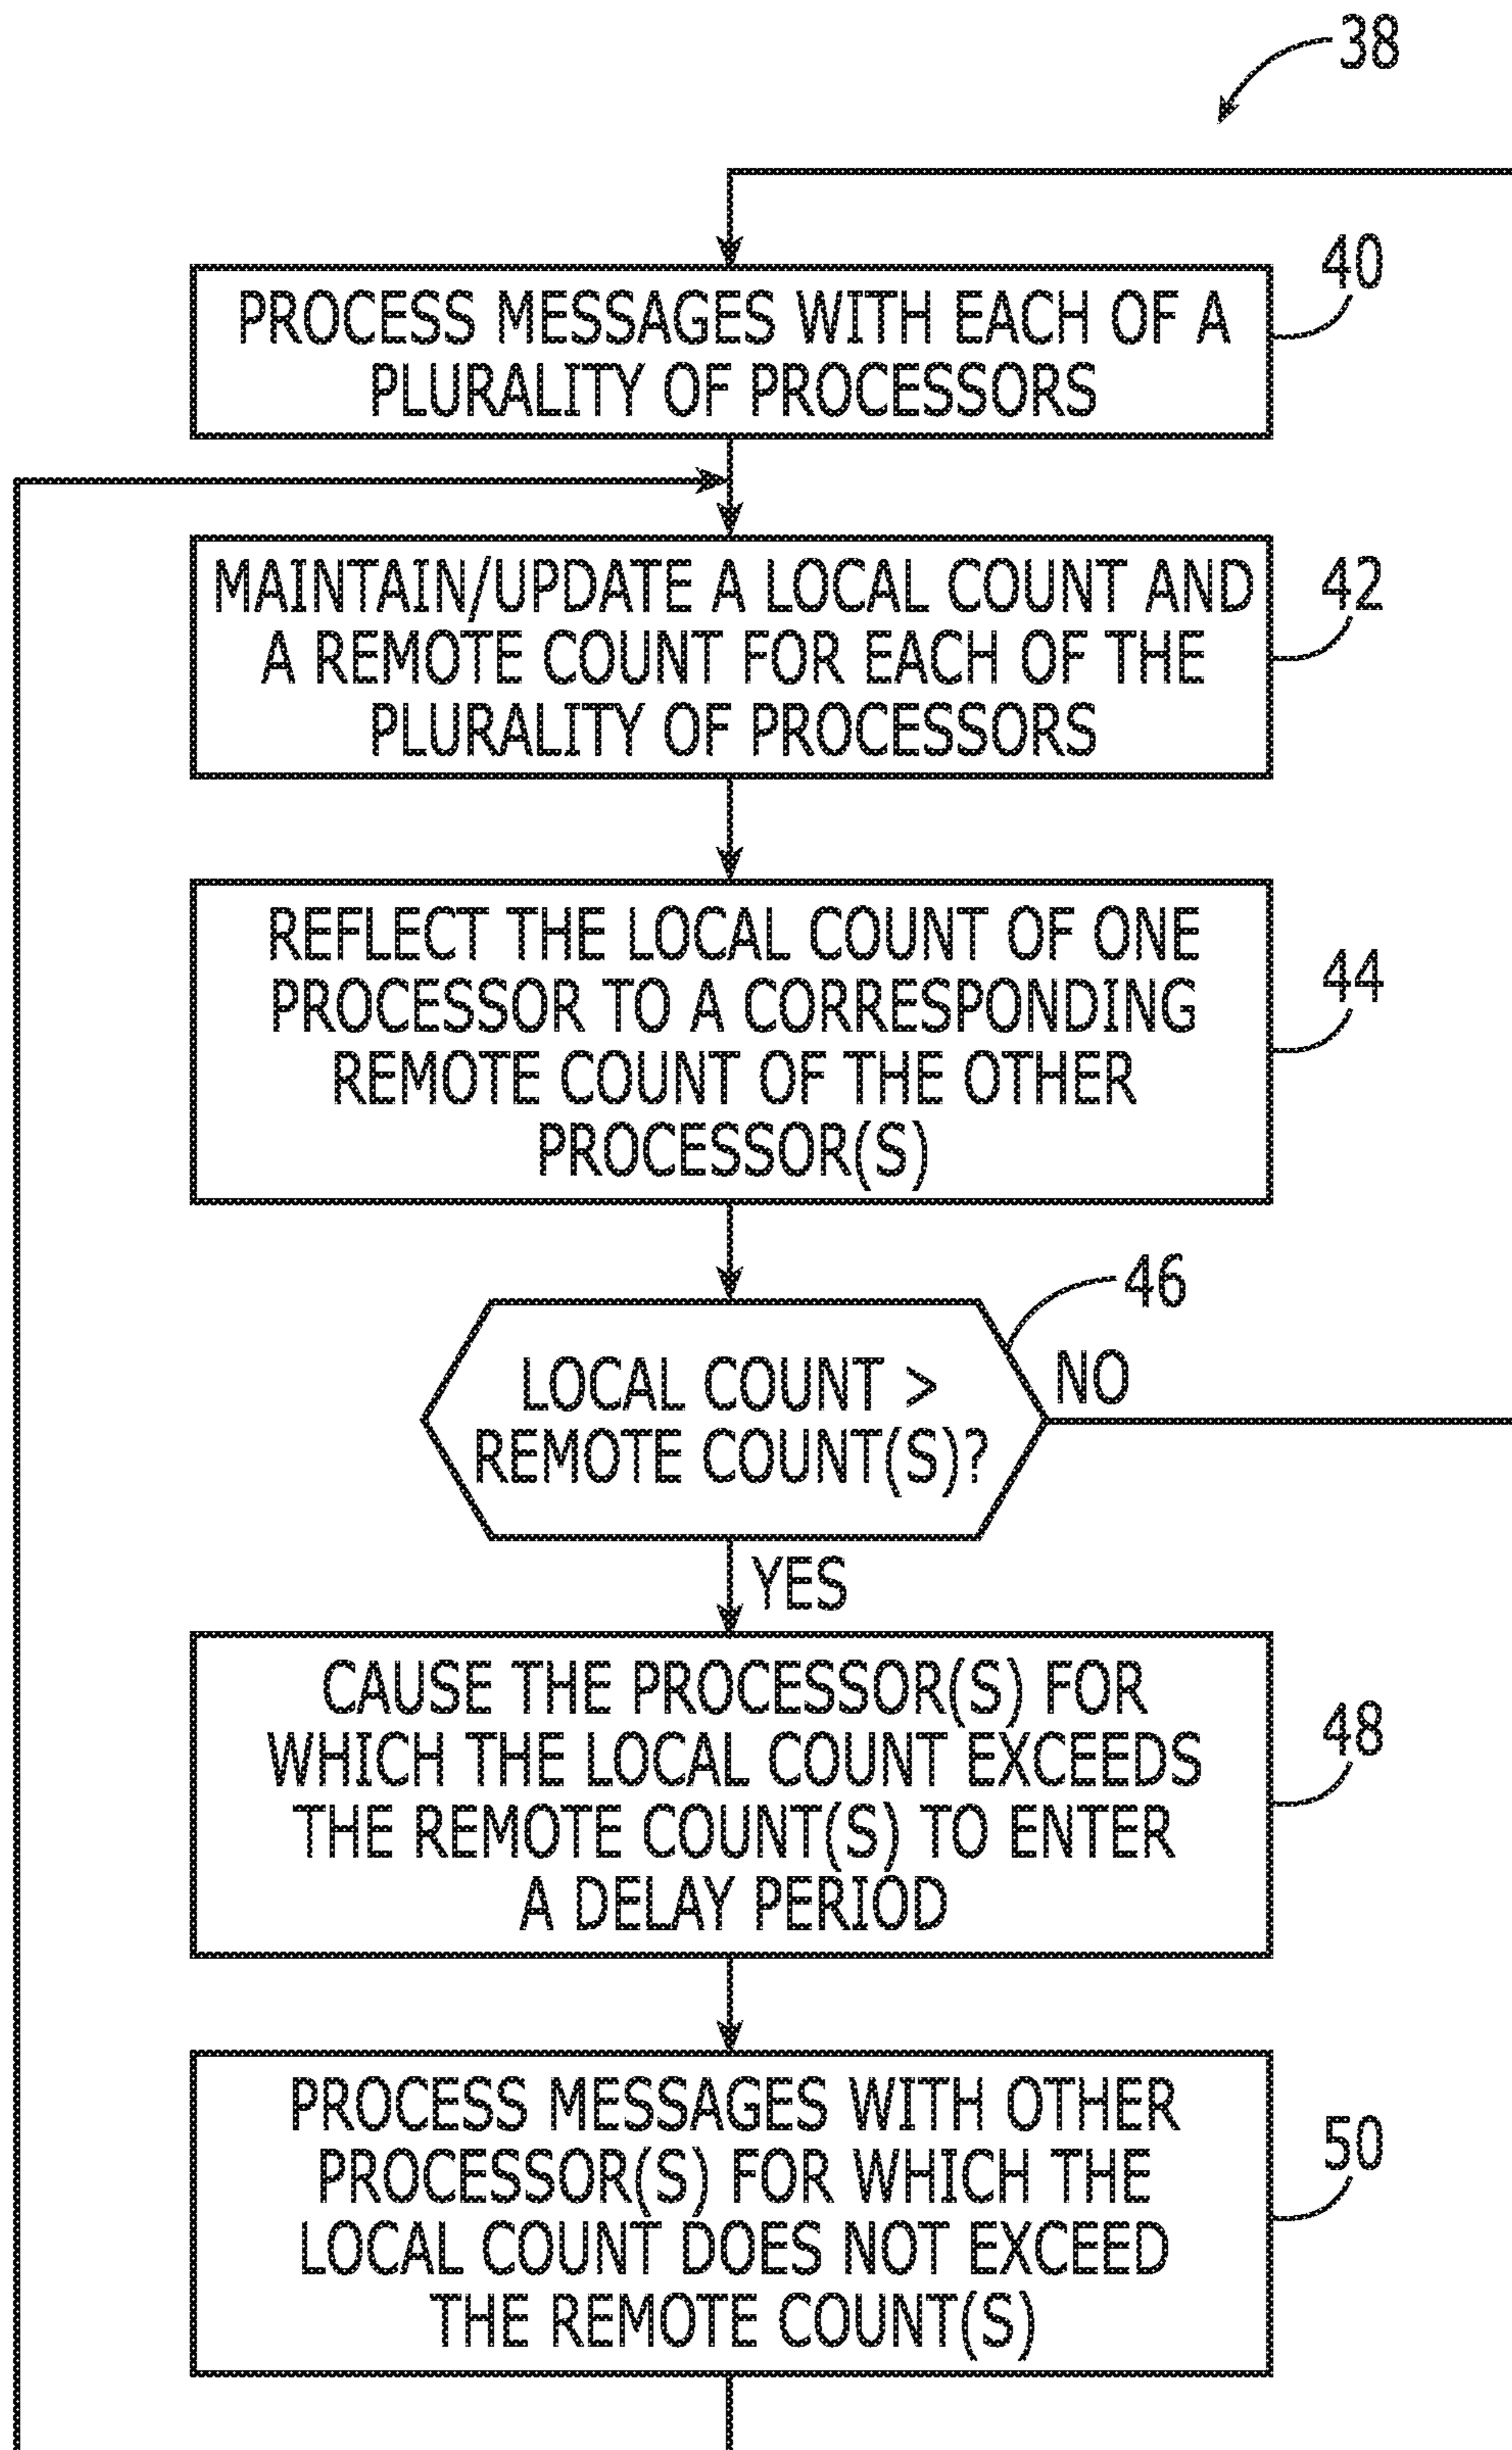 38
PROCESS MESSAGES WITH EACH OF A
PLURALITY OF PROCESSORS
40
MAINTAIN/UPDATE A LOCAL COUNT AND
A REMOTE COUNT FOR EACH OF THE
PLURALITY OF PROCESSORS
42
REFLECT THE LOCAL COUNT OF ONE
PROCESSOR TO A CORRESPONDING
REMOTE COUNT OF THE OTHER
PROCESSOR(S)
44
46
LOCAL COUNT >
REMOTE COUNT(S)?
NO
YES
CAUSE THE PROCESSOR(S) FOR
WHICH THE LOCAL COUNT EXCEEDS
THE REMOTE COUNT(S) TO ENTER
A DELAY PERIOD
48
PROCESS MESSAGES WITH OTHER
PROCESSOR(S) FOR WHICH THE
LOCAL COUNT DOES NOT EXCEED
THE REMOTE COUNT(S)
50